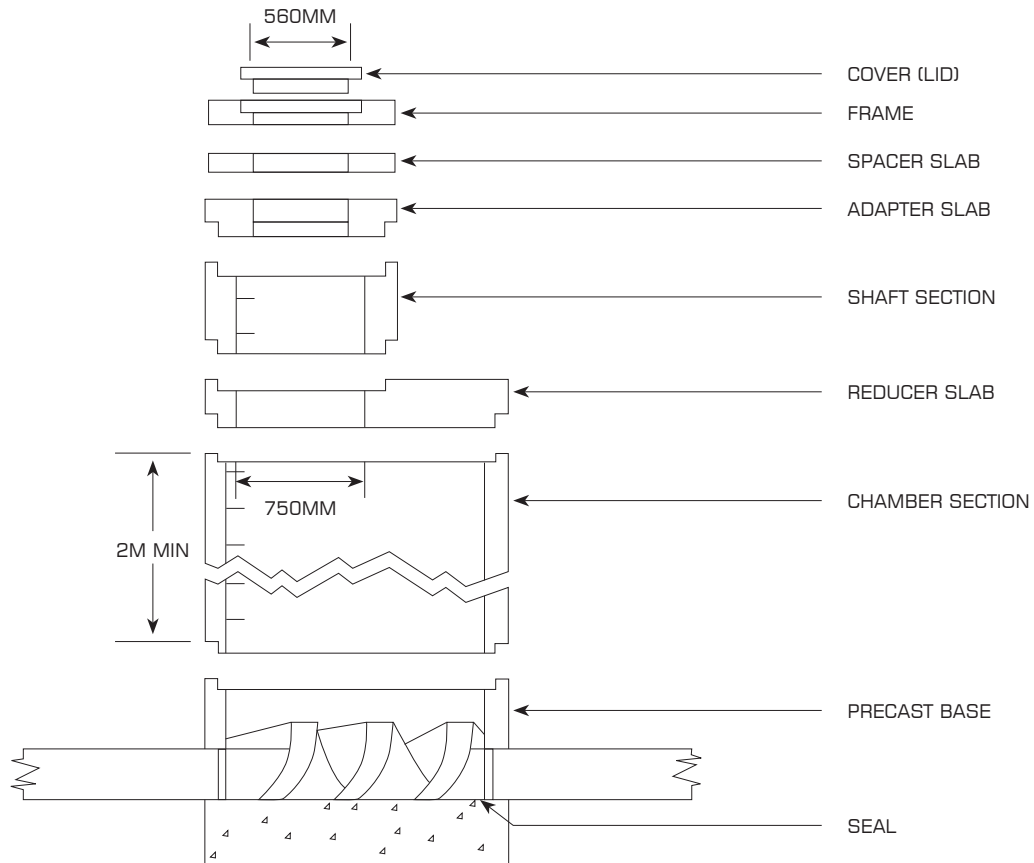 560MM
COVER (LID)
FRAME
SPACER SLAB
ADAPTER SLAB
SHAFT SECTION
REDUCER SLAB
750MM
CHAMBER SECTION
2M MIN
PRECAST BASE
SEAL